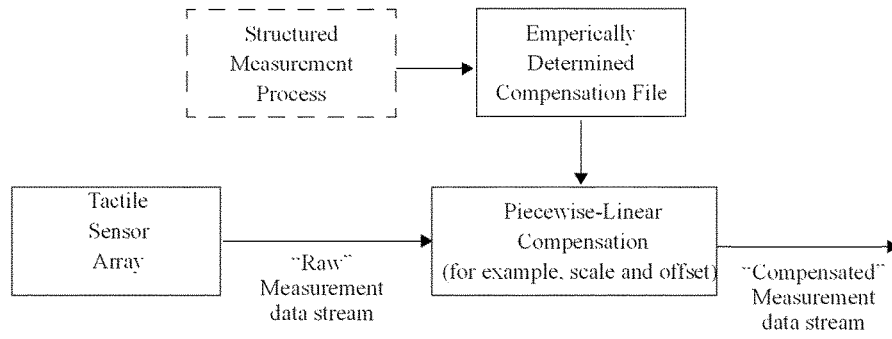 Structured
Measurement
Process
Emperically
Determined
Compensation File
Tactile
Sensor
Array
"Raw"
Measurement
data stream
Piecewise-Linear
Compensation
(for example, scale and offset)
"Compensated"
Measurement
data stream